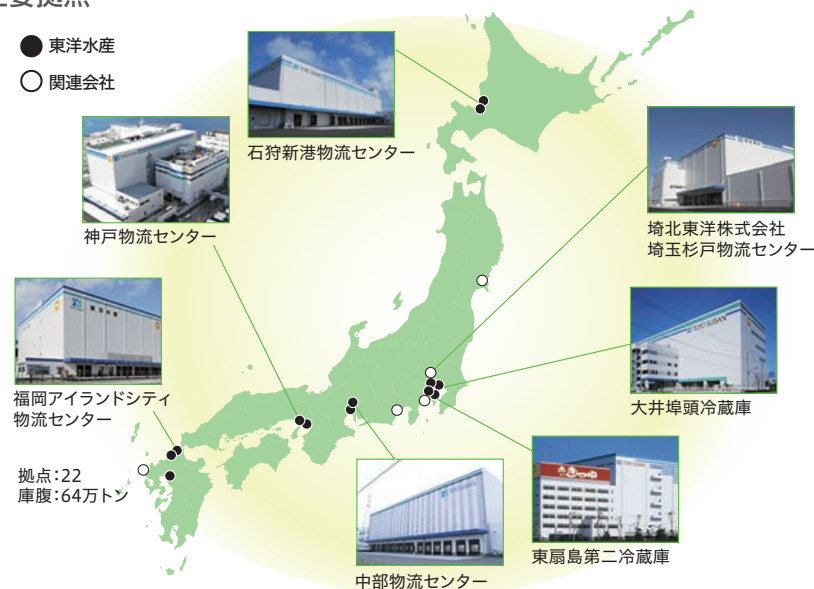 主要拠点
東洋水産
関連会社
石狩新港物流センター
神戸物流センター
埼北東洋株式会社
埼玉杉戸物流センター
福岡アイランドシティ
物流センター
TOYO SUISAN
大井埠頭冷蔵庫
拠点:22
庫腹:64万トン
東扇島第二冷蔵庫
中部物流センター